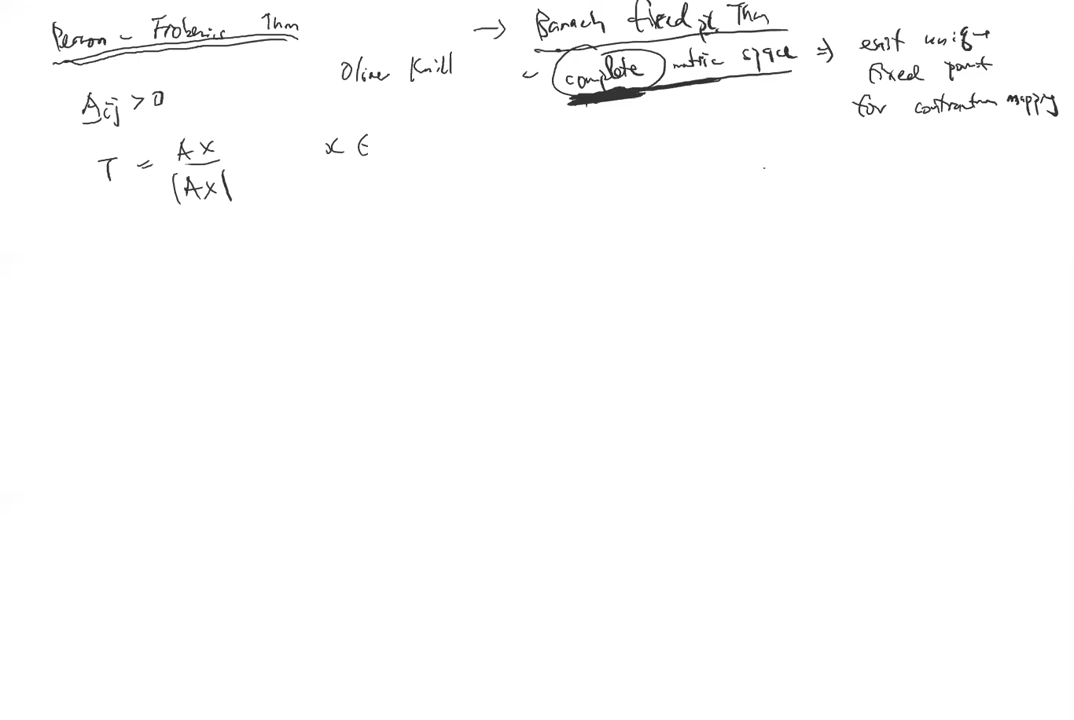 Perron - Frobenius Thm
→ Banach fixed pt Thm
Oliver Knill
complete metric space ⇒ exist unique
fixed point
for contraction mapping
A_ij > 0
T = Ax / |Ax|
x ∈